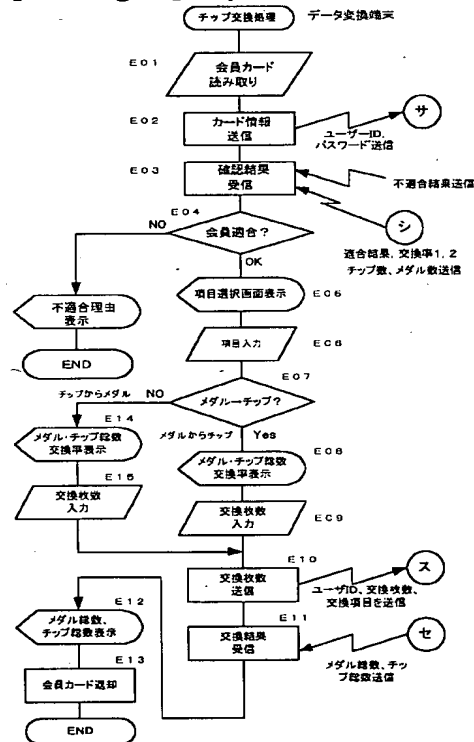 チップ交換処理
データ変換端末
E01
会員カード
読み取り
E02
カード情報
送信
サ
ユーザーID,
パスワード送信
E03
確認結果
受信
不適合結果送信
シ
適合結果,交換率1,2
チップ数,メダル数送信
E04
NO
会員適合?
OK
不適合理由
表示
END
項目選択画面表示
E05
項目入力
E06
E07
チップからメダル
NO
メダル→チップ?
E14
メダル・チップ総数
交換率表示
メダルからチップ
Yes
E08
メダル・チップ総数
交換率表示
E15
交換枚数
入力
交換枚数
入力
E09
E10
交換枚数
送信
ス
ユーザID、交換枚数、
交換項目を送信
E11
交換結果
受信
セ
メダル総数、チッ
プ総数送信
E12
メダル総数、
チップ総数表示
E13
会員カード返却
END